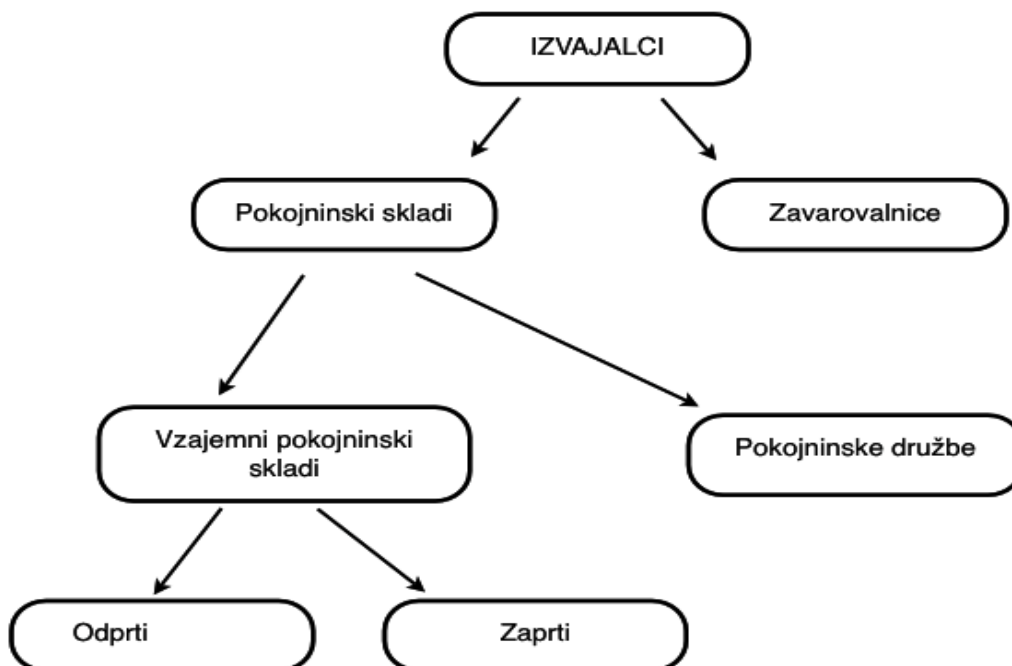 IZVAJALCI
Pokojninski skladi
Zavarovalnice
Vzajemni pokojninski
skladi
Pokojninske družbe
Odprti
Zaprti